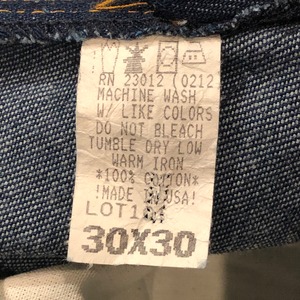 RN 23012 0212
MACHINE WASH
W/ LIKE COLORS
DO NOT BLEACH
TUMBLE DRY LOW
WARM IRON
*100% COTTON*
!MADE IN USA!
30X30